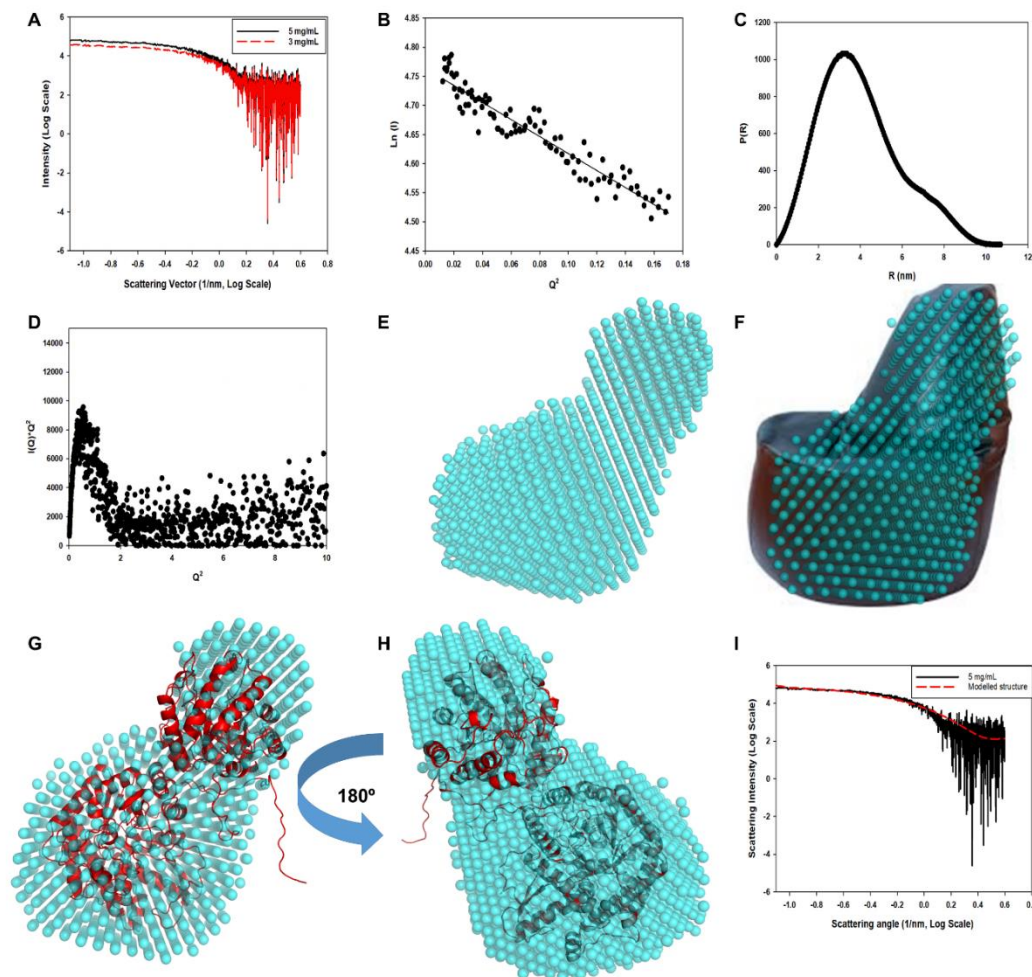 A
6
4
2
0
-2
-4
-6
Intensity (Log Scale)
5 mg/mL
3 mg/mL
-1.0 -0.8 -0.6 -0.4 -0.2 0.0 0.2 0.4 0.6 0.8
Scattering Vector (1/nm, Log Scale)
B
4.85
4.80
4.75
4.70
4.65
4.60
4.55
4.50
4.45
Ln (I)
0.00 0.02 0.04 0.06 0.08 0.10 0.12 0.14 0.16 0.18
Q²
C
1200
1000
800
600
400
200
0
P(R)
0 2 4 6 8 10 12
R (nm)
D
14000
12000
10000
8000
6000
4000
2000
0
I(Q)*Q²
0 2 4 6 8 10
Q²
E
F
G
180º
H
I
6
4
2
0
-2
-4
-6
Scattering Intensity (Log Scale)
5 mg/mL
Modelled structure
-1.0 -0.8 -0.6 -0.4 -0.2 0.0 0.2 0.4 0.6 0.8
Scattering angle (1/nm, Log Scale)